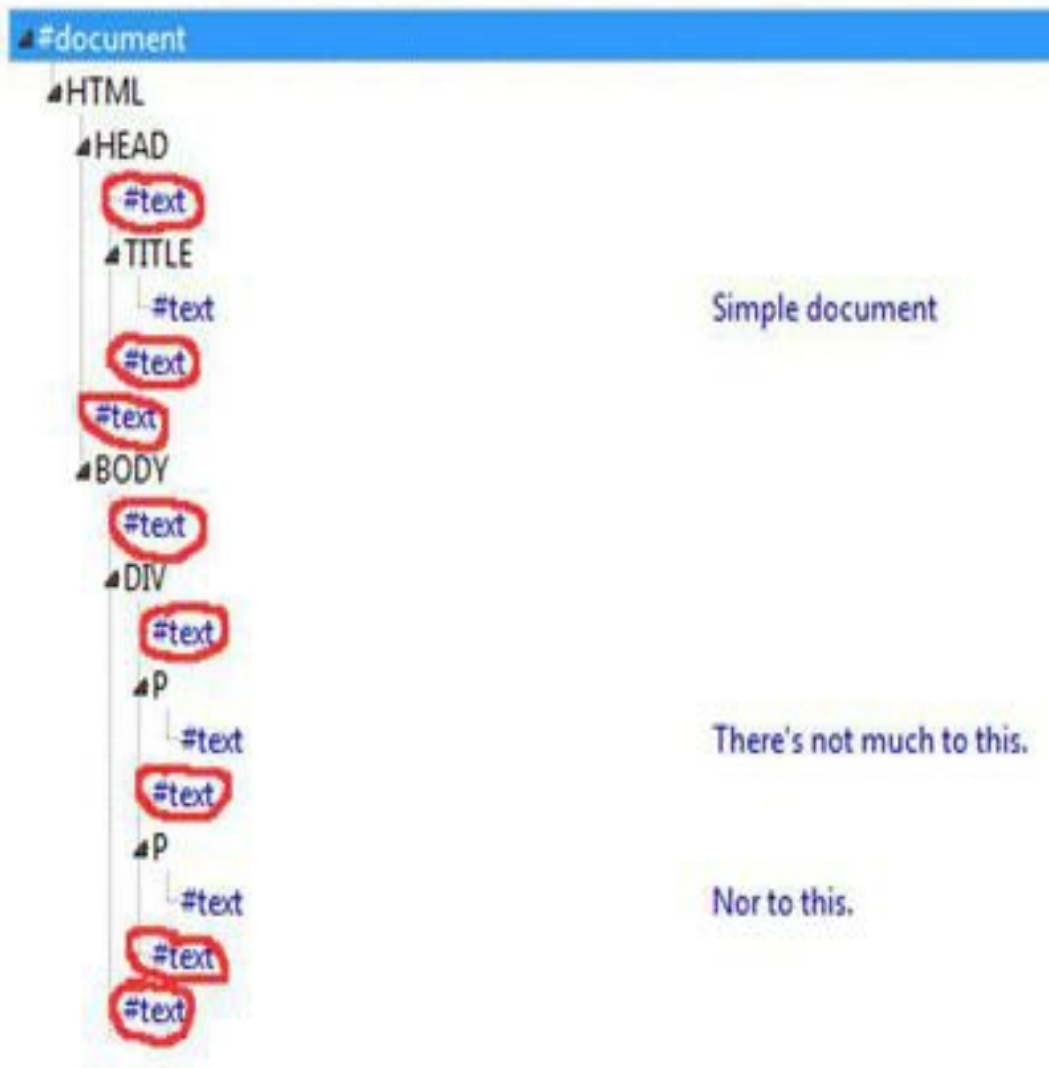 #document
HTML
HEAD
#text
TITLE
#text Simple document
#text
#text
BODY
#text
DIV
#text
P
#text There's not much to this.
#text
P
#text Nor to this.
#text
#text